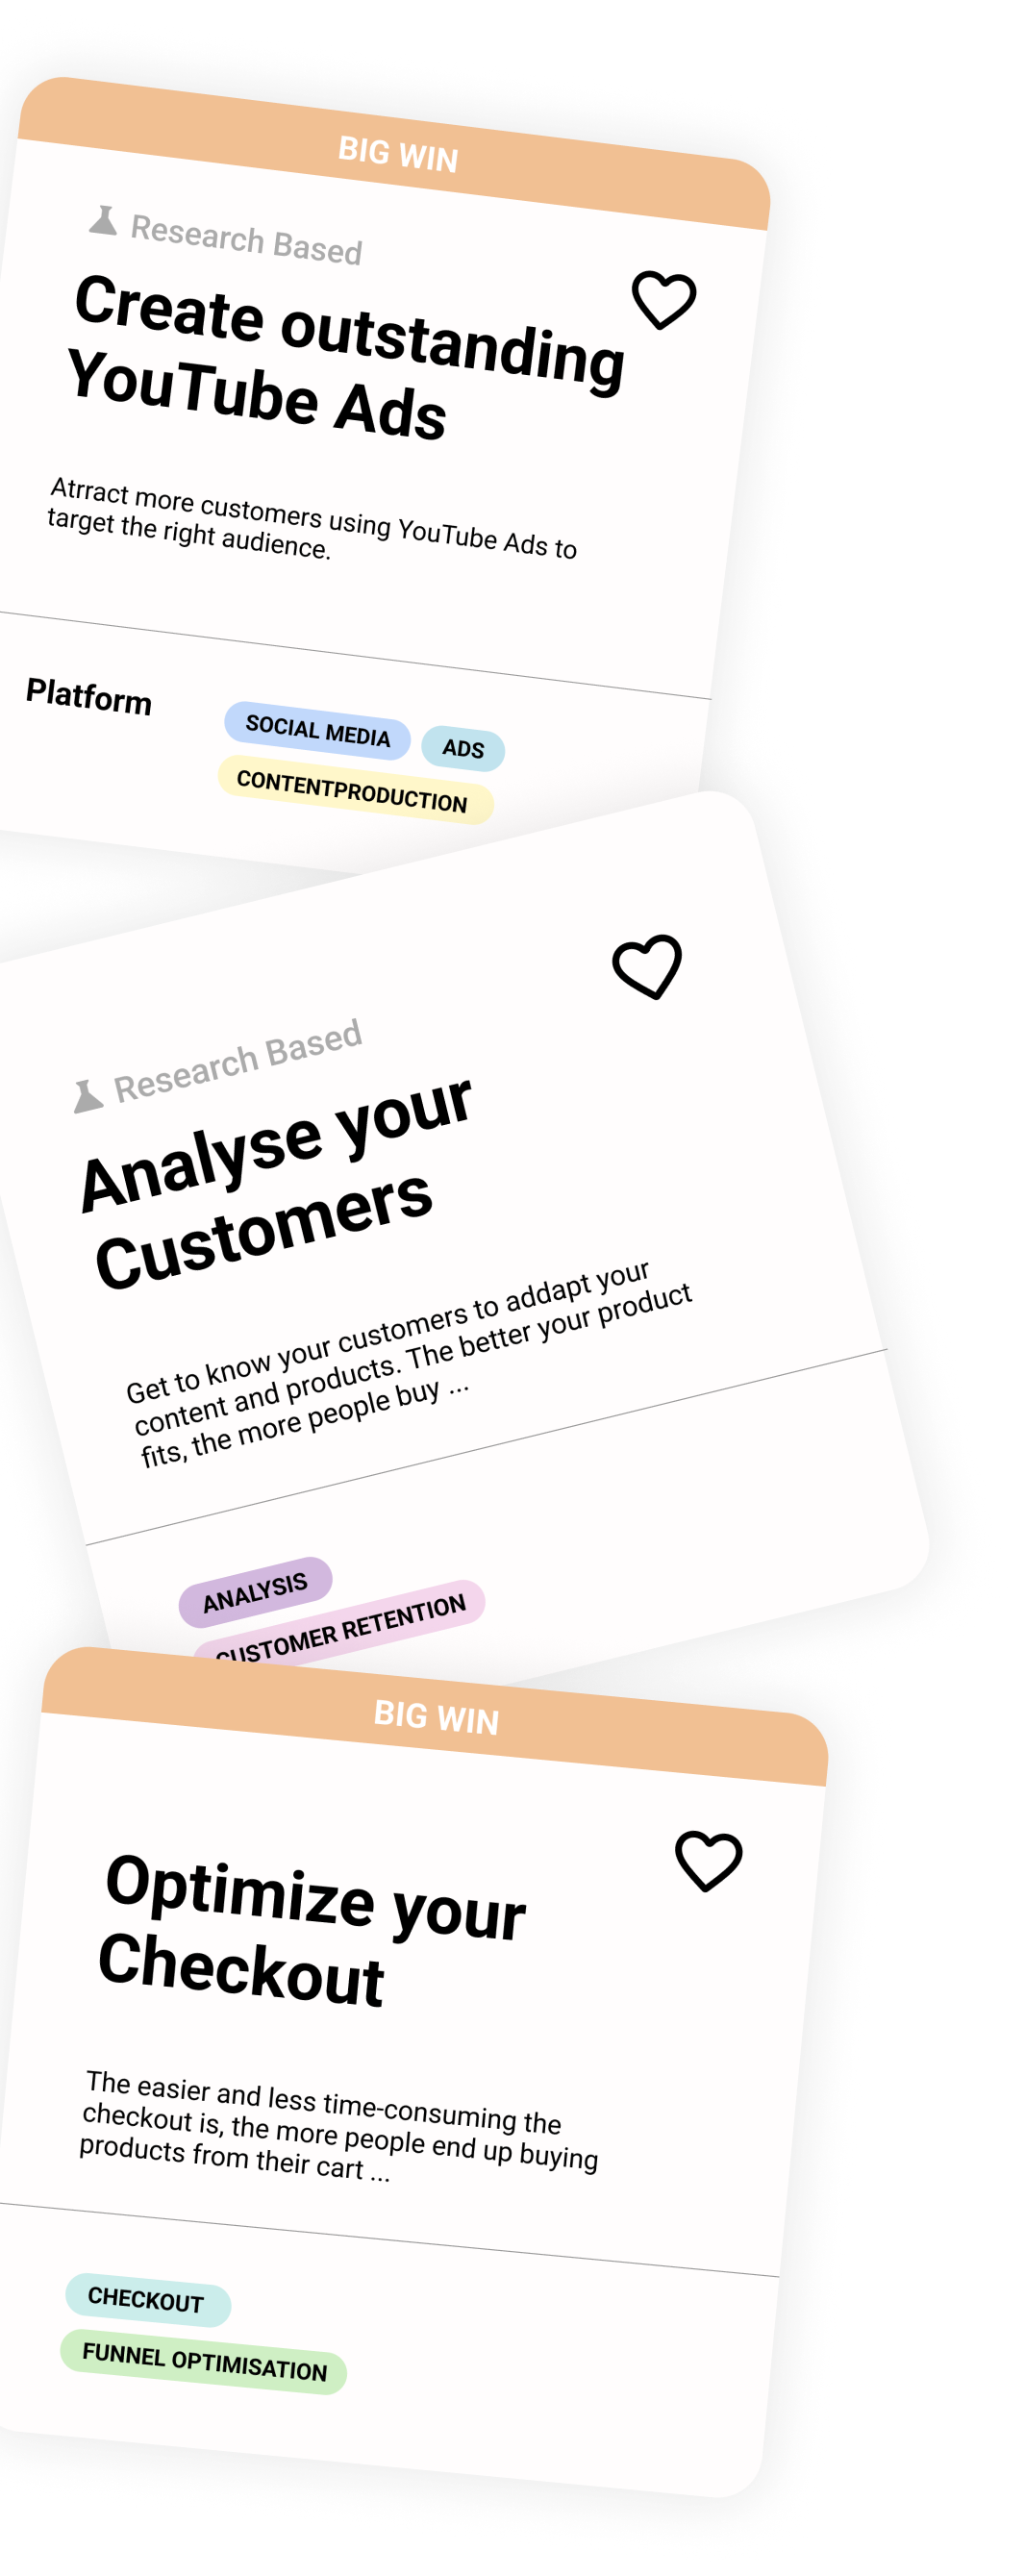 BIG WIN
Research Based
Create outstanding
YouTube Ads
Atrract more customers using YouTube Ads to
target the right audience.
Platform
SOCIAL MEDIA
ADS
CONTENTPRODUCTION
Research Based
Analyse your
Customers
Get to know your customers to addapt your
content and products. The better your product
fits, the more people buy ...
ANALYSIS
CUSTOMER RETENTION
BIG WIN
Optimize your
Checkout
The easier and less time-consuming the
checkout is, the more people end up buying
products from their cart ...
CHECKOUT
FUNNEL OPTIMISATION